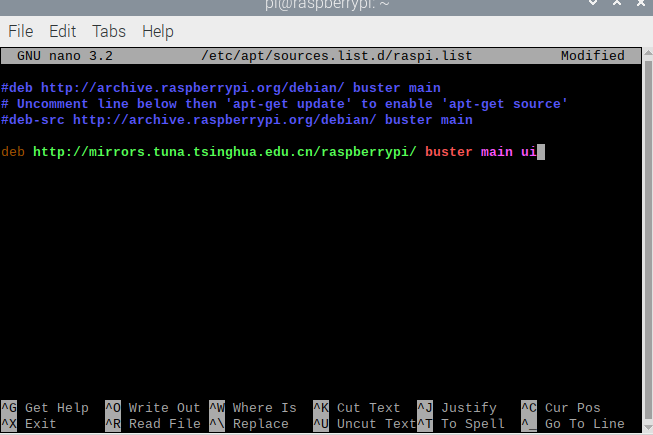 pi@raspberrypi: ~
File Edit Tabs Help
GNU nano 3.2 /etc/apt/sources.list.d/raspi.list Modified
#deb http://archive.raspberrypi.org/debian/ buster main
# Uncomment line below then 'apt-get update' to enable 'apt-get source'
#deb-src http://archive.raspberrypi.org/debian/ buster main
deb http://mirrors.tuna.tsinghua.edu.cn/raspberrypi/ buster main ui
^G Get Help ^O Write Out ^W Where Is ^K Cut Text ^J Justify ^C Cur Pos
^X Exit ^R Read File ^\ Replace ^U Uncut Text ^T To Spell ^_ Go To Line